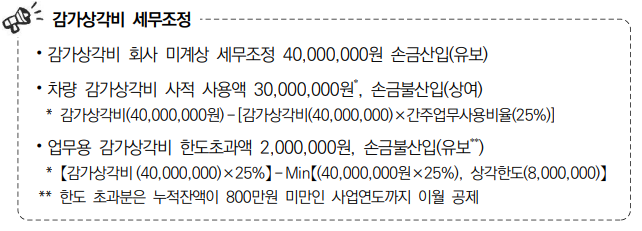 감가상각비 세무조정
• 감가상각비 회사 미계상 세무조정 40,000,000원 손금산입(유보)
• 차량 감가상각비 사적 사용액 30,000,000원*, 손금불산입(상여)
* 감가상각비(40,000,000원) - [감가상각비(40,000,000)×간주업무사용비율(25%)]
• 업무용 감가상각비 한도초과액 2,000,000원, 손금불산입(유보**)
* 【감가상각비 (40,000,000)×25%】 - Min【(40,000,000원×25%), 상각한도(8,000,000)】
** 한도 초과분은 누적잔액이 800만원 미만인 사업연도까지 이월 공제